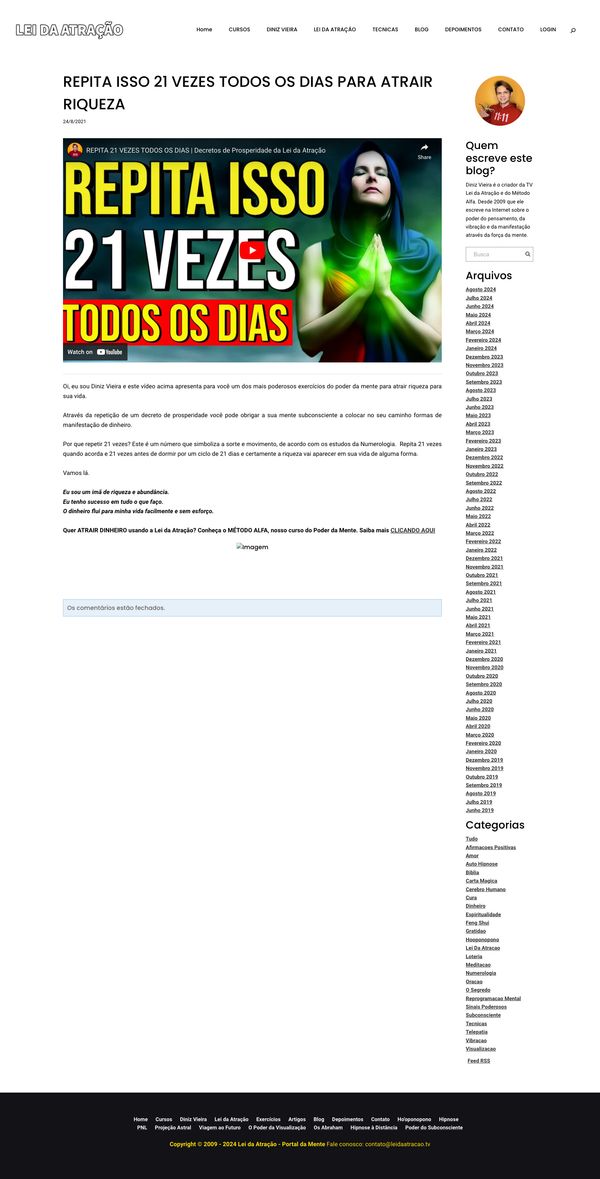 LEI DA ATRAÇÃO
Home CURSOS DINIZ VIEIRA LEI DA ATRAÇÃO TECNICAS BLOG DEPOIMENTOS CONTATO LOGIN
REPITA ISSO 21 VEZES TODOS OS DIAS PARA ATRAIR
RIQUEZA
24/8/2021
REPITA 21 VEZES TODOS OS DIAS | Decretos de Prosperidade da Lei da Atração
Share
REPITA ISSO
21 VEZES
TODOS OS DIAS
Watch on YouTube
Oi, eu sou Diniz Vieira e este vídeo acima apresenta para você um dos mais poderosos exercícios do poder da mente para atrair riqueza para
sua vida.
Através da repetição de um decreto de prosperidade você pode obrigar a sua mente subconsciente a colocar no seu caminho formas de
manifestação de dinheiro.
Por que repetir 21 vezes? Este é um número que simboliza a sorte e movimento, de acordo com os estudos da Numerologia. Repita 21 vezes
quando acorda e 21 vezes antes de dormir por um ciclo de 21 dias e certamente a riqueza vai aparecer em sua vida de alguma forma.
Vamos lá.
Eu sou um imã de riqueza e abundância.
Eu tenho sucesso em tudo o que faço.
O dinheiro flui para minha vida facilmente e sem esforço.
Quer ATRAIR DINHEIRO usando a Lei da Atração? Conheça o MÉTODO ALFA, nosso curso do Poder da Mente. Saiba mais CLICANDO AQUI
Imagem
Os comentários estão fechados.
11:11
Quem
escreve este
blog?
Diniz Vieira é o criador da TV
Lei da Atração e do Método
Alfa. Desde 2009 que ele
escreve na Internet sobre o
poder do pensamento, da
vibração e da manifestação
através da força da mente.
Busca
Arquivos
Agosto 2024
Julho 2024
Junho 2024
Maio 2024
Abril 2024
Março 2024
Fevereiro 2024
Janeiro 2024
Dezembro 2023
Novembro 2023
Outubro 2023
Setembro 2023
Agosto 2023
Julho 2023
Junho 2023
Maio 2023
Abril 2023
Março 2023
Fevereiro 2023
Janeiro 2023
Dezembro 2022
Novembro 2022
Outubro 2022
Setembro 2022
Agosto 2022
Julho 2022
Junho 2022
Maio 2022
Abril 2022
Março 2022
Fevereiro 2022
Janeiro 2022
Dezembro 2021
Novembro 2021
Outubro 2021
Setembro 2021
Agosto 2021
Julho 2021
Junho 2021
Maio 2021
Abril 2021
Março 2021
Fevereiro 2021
Janeiro 2021
Dezembro 2020
Novembro 2020
Outubro 2020
Setembro 2020
Agosto 2020
Julho 2020
Junho 2020
Maio 2020
Abril 2020
Março 2020
Fevereiro 2020
Janeiro 2020
Dezembro 2019
Novembro 2019
Outubro 2019
Setembro 2019
Agosto 2019
Julho 2019
Junho 2019
Categorias
Tudo
Afirmacoes Positivas
Amor
Auto Hipnose
Bíblia
Carta Magica
Cerebro Humano
Cura
Dinheiro
Espiritualidade
Feng Shui
Gratidao
Hooponopono
Lei Da Atracao
Loteria
Meditacao
Numerologia
Oracao
O Segredo
Reprogramacao Mental
Sinais Poderosos
Subconsciente
Tecnicas
Telepatia
Vibracao
Visualizacao
Feed RSS
Home Cursos Diniz Vieira Lei da Atração Exercícios Artigos Blog Depoimentos Contato Ho'oponopono Hipnose
PNL Projeção Astral Viagem ao Futuro O Poder da Visualização Os Abraham Hipnose à Distância Poder do Subconsciente
Copyright © 2009 - 2024 Lei da Atração - Portal da Mente Fale conosco: contato@leidaatracao.tv